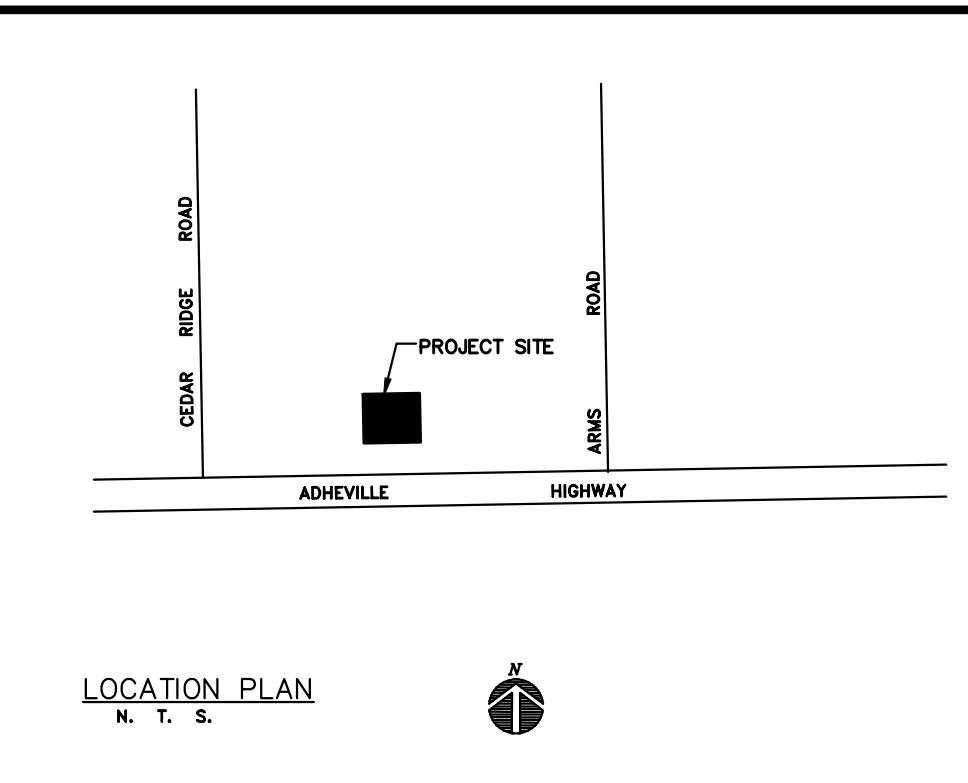 CEDAR RIDGE ROAD
ARMS ROAD
PROJECT SITE
ADHEVILLE HIGHWAY
LOCATION PLAN
N. T. S.
N